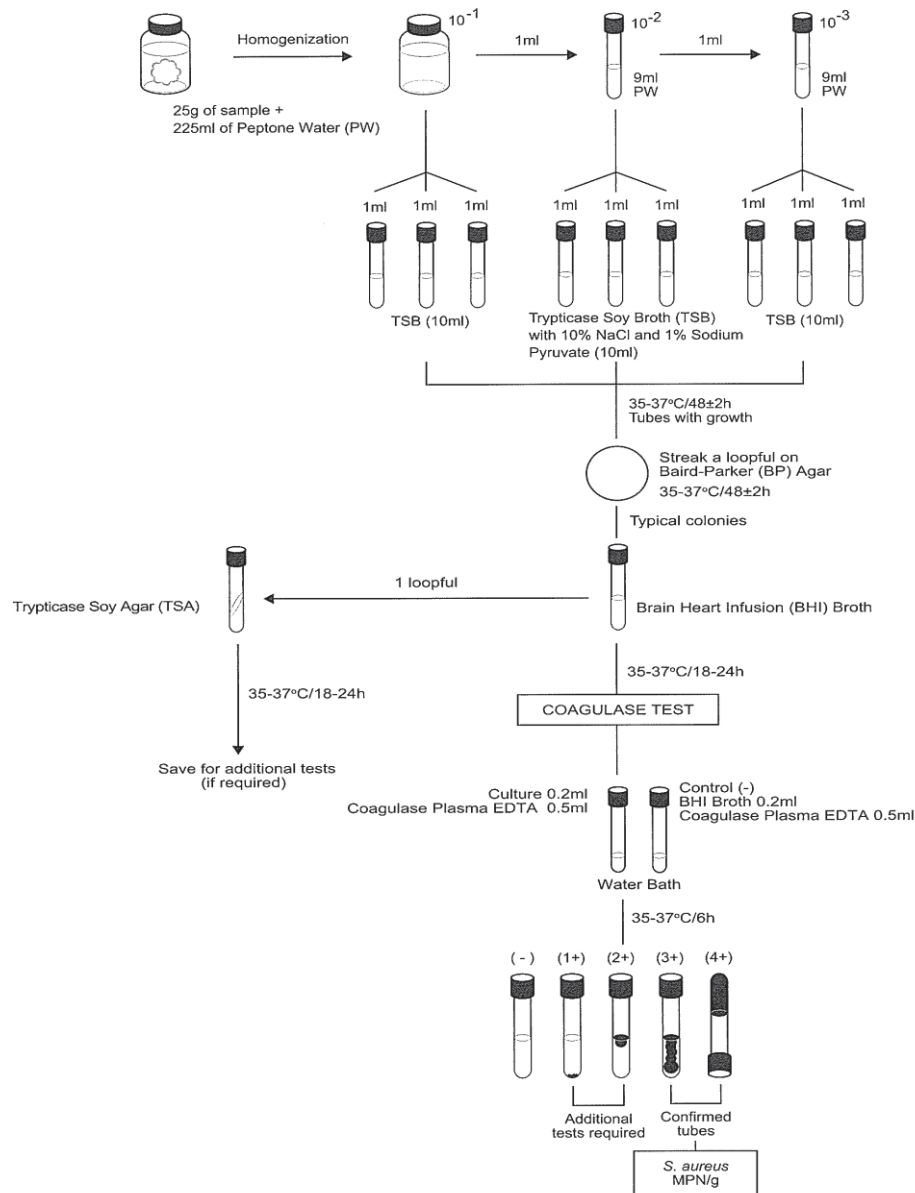 10-1
10-2
10-3
Homogenization
1ml
1ml
9ml
PW
9ml
PW
25g of sample +
225ml of Peptone Water (PW)
1ml 1ml 1ml
1ml 1ml 1ml
1ml 1ml 1ml
TSB (10ml)
Trypticase Soy Broth (TSB)
with 10% NaCl and 1% Sodium
Pyruvate (10ml)
TSB (10ml)
35-37ºC/48±2h
Tubes with growth
Streak a loopful on
Baird-Parker (BP) Agar
35-37ºC/48±2h
Typical colonies
1 loopful
Trypticase Soy Agar (TSA)
Brain Heart Infusion (BHI) Broth
35-37ºC/18-24h
35-37ºC/18-24h
COAGULASE TEST
Save for additional tests
(if required)
Culture 0.2ml
Coagulase Plasma EDTA 0.5ml
Control (-)
BHI Broth 0.2ml
Coagulase Plasma EDTA 0.5ml
Water Bath
35-37ºC/6h
(-) (1+) (2+) (3+) (4+)
Additional
tests required
Confirmed
tubes
S. aureus
MPN/g